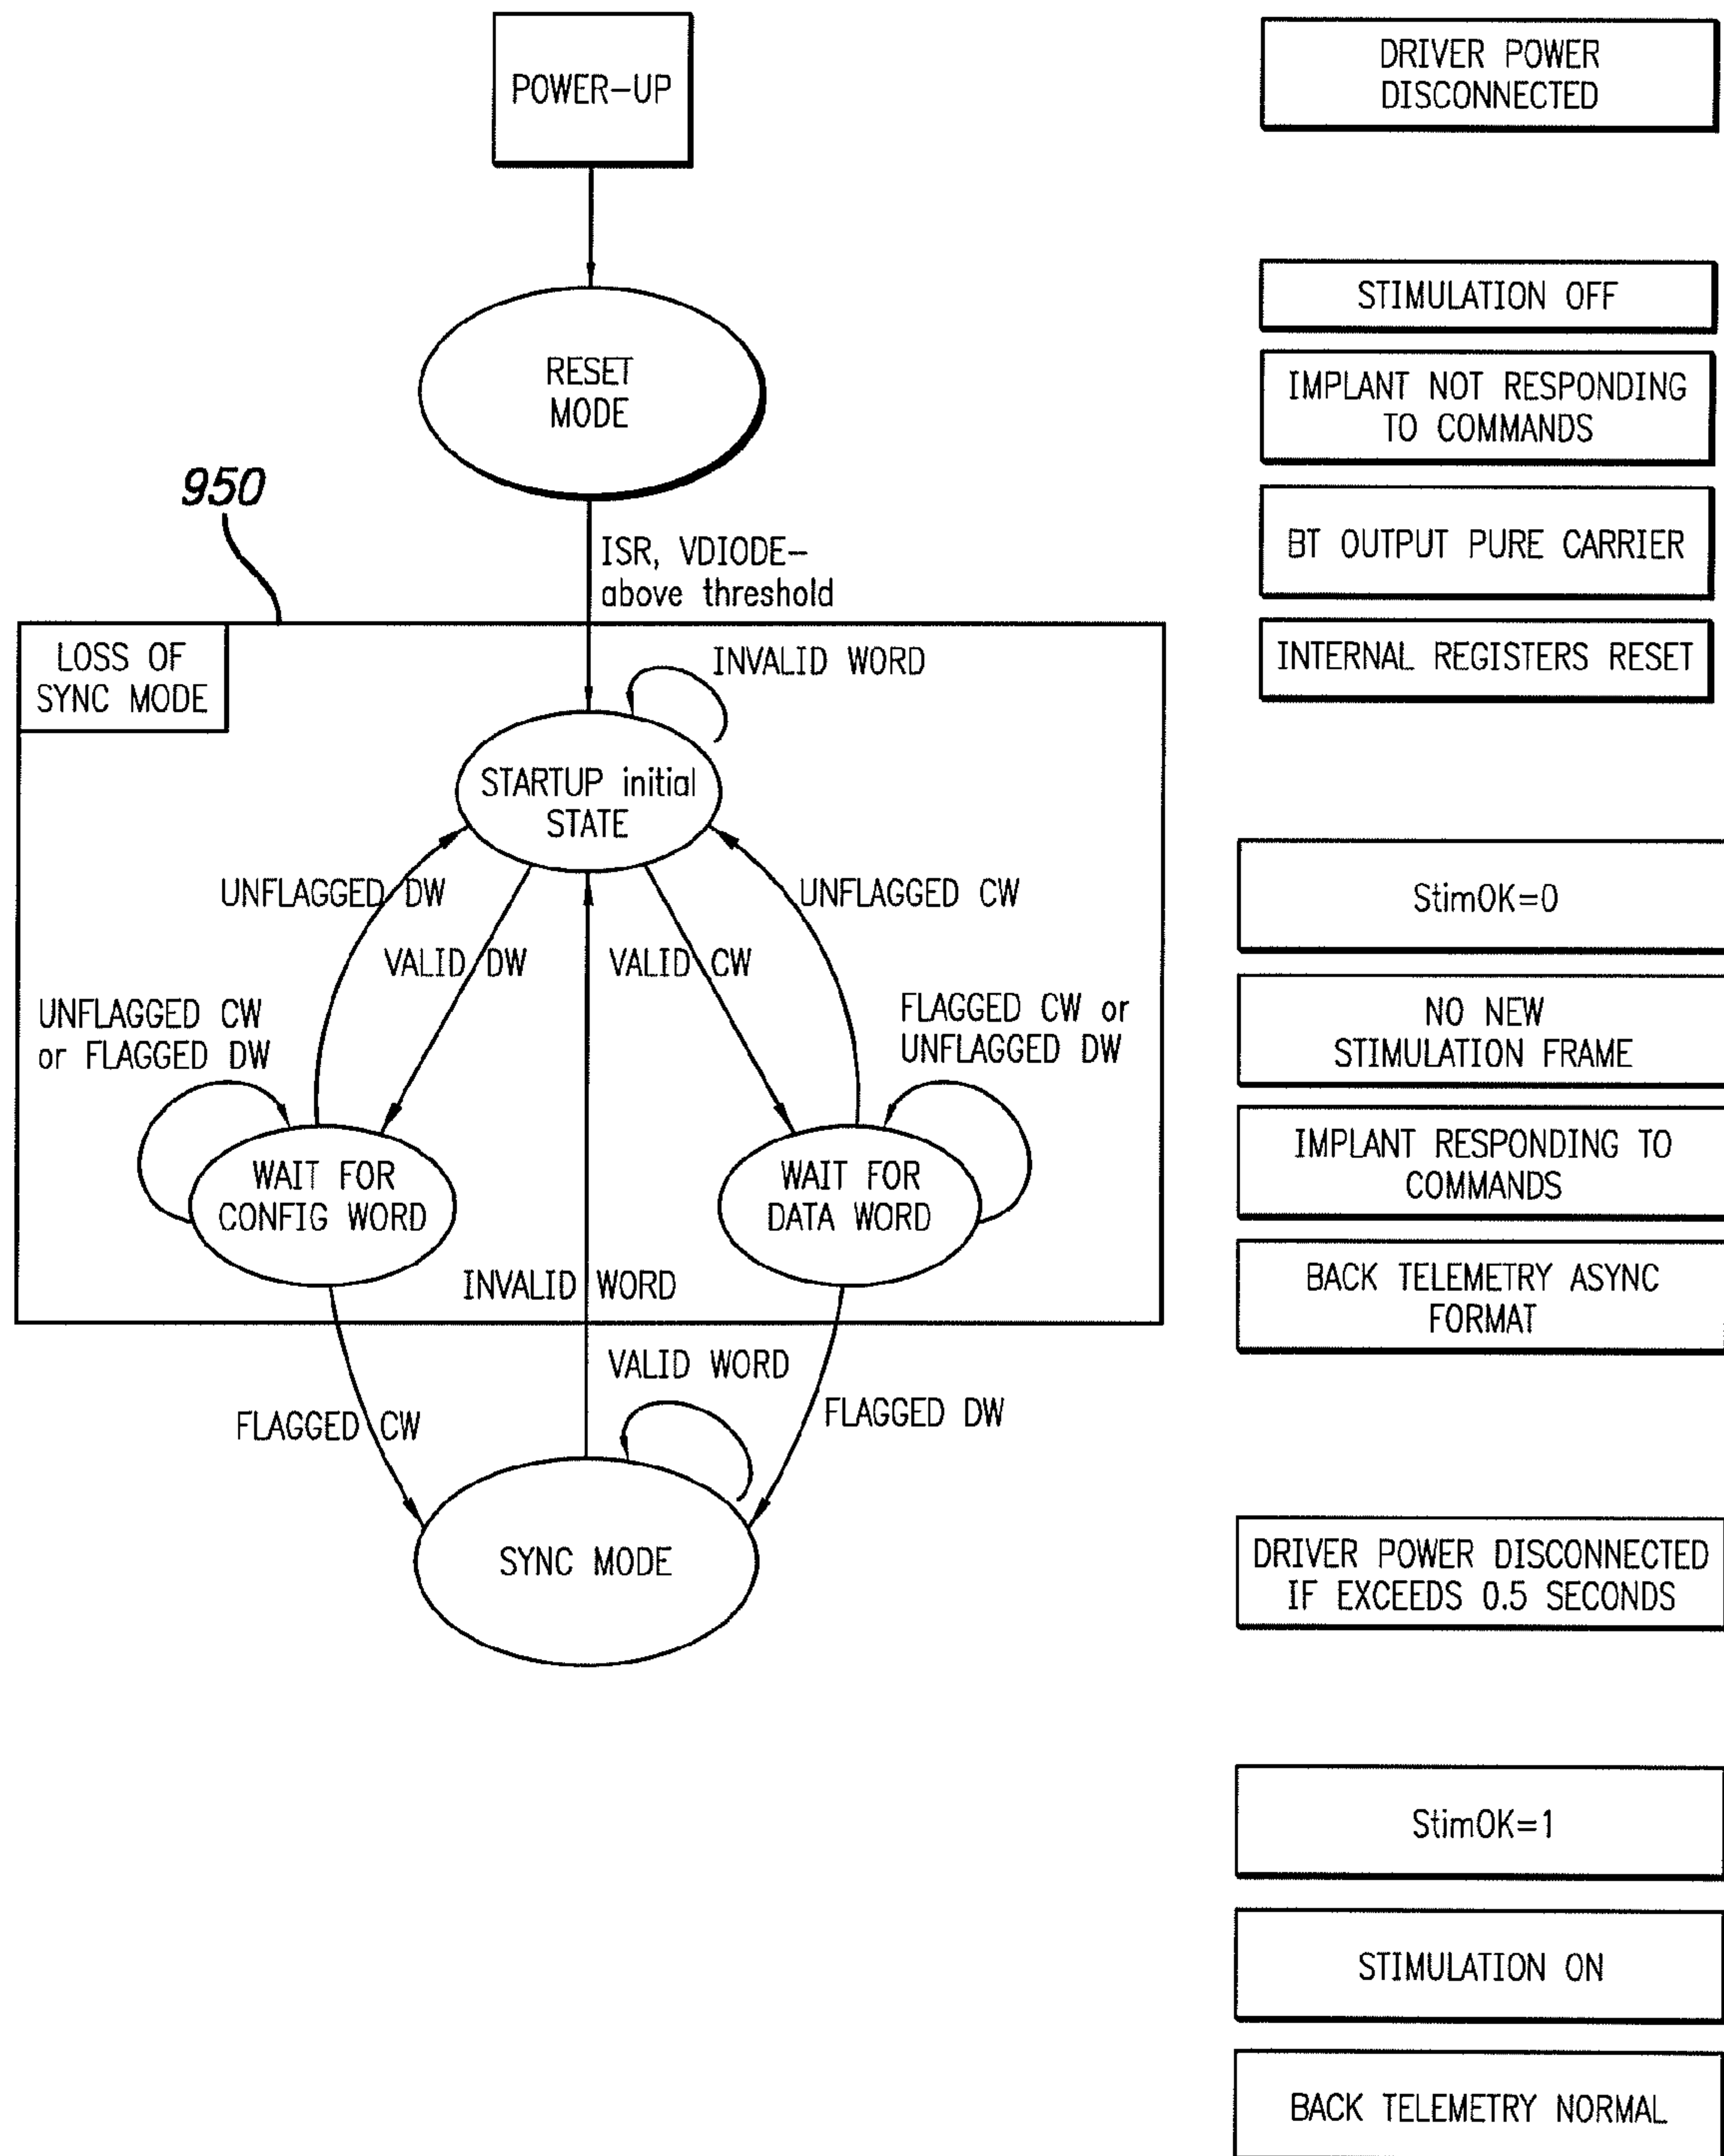 POWER-UP
RESET
MODE
950
ISR, VDIODE-
above threshold
LOSS OF
SYNC MODE
INVALID WORD
STARTUP initial
STATE
UNFLAGGED DW
UNFLAGGED CW
VALID DW
VALID CW
UNFLAGGED CW
or FLAGGED DW
FLAGGED CW or
UNFLAGGED DW
WAIT FOR
CONFIG WORD
WAIT FOR
DATA WORD
INVALID WORD
VALID WORD
FLAGGED CW
FLAGGED DW
SYNC MODE
DRIVER POWER
DISCONNECTED
STIMULATION OFF
IMPLANT NOT RESPONDING
TO COMMANDS
BT OUTPUT PURE CARRIER
INTERNAL REGISTERS RESET
StimOK=0
NO NEW
STIMULATION FRAME
IMPLANT RESPONDING TO
COMMANDS
BACK TELEMETRY ASYNC
FORMAT
DRIVER POWER DISCONNECTED
IF EXCEEDS 0.5 SECONDS
StimOK=1
STIMULATION ON
BACK TELEMETRY NORMAL